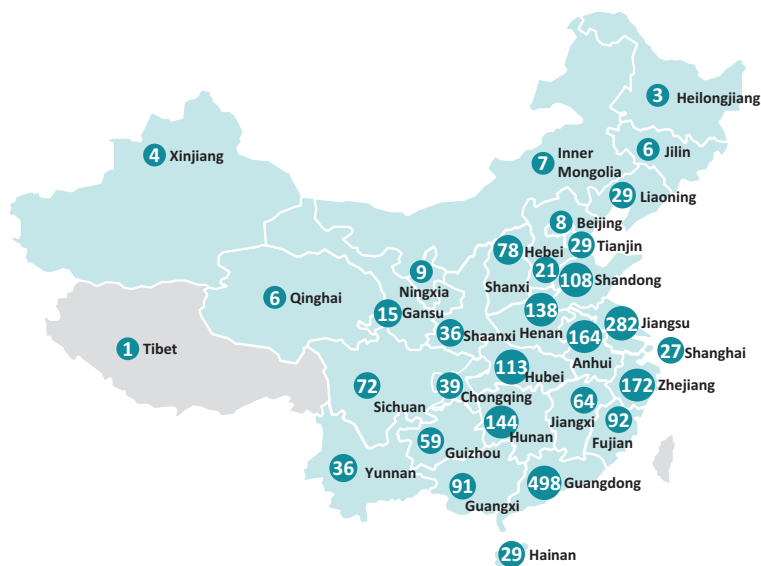 3 Heilongjiang
4 Xinjiang
6 Jilin
7 Inner
Mongolia
29 Liaoning
8 Beijing
78 Hebei
29 Tianjin
9
Ningxia
21
Shanxi
108 Shandong
6 Qinghai
15 Gansu
138
Henan
282 Jiangsu
36 Shaanxi
164
Anhui
1 Tibet
27 Shanghai
113 Hubei
72
Sichuan
39
Chongqing
172 Zhejiang
64
Jiangxi
92
Fujian
144
Hunan
59
Guizhou
36 Yunnan
91
Guangxi
498 Guangdong
29 Hainan